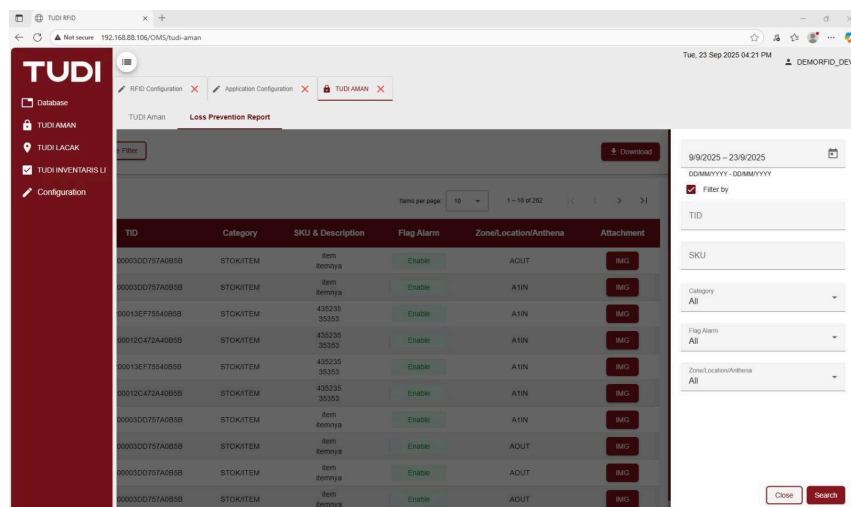 TUDI RFID
Not secure 192.168.88.106/OMS/tudi-aman
TUDI
Tue, 23 Sep 2025 04:21 PM
DEMORFID_DEV
RFID Configuration
Application Configuration
TUDI AMAN
TUDI Aman
Loss Prevention Report
Database
TUDI AMAN
TUDI LACAK
TUDI INVENTARIS LI
Configuration
e Filter
Download
Items per page: 10 1 – 10 of 262
TID Category SKU & Description Flag Alarm Zone/Location/Anthena Attachment
00003DD757A0B5B STOK/ITEM item Enable AOUT IMG
itemnya
00003DD757A0B5B STOK/ITEM item Enable A1IN IMG
itemnya
00013EF75540B5B STOK/ITEM 435235 Enable A1IN IMG
35353
00012C472A40B5B STOK/ITEM 435235 Enable A1IN IMG
35353
00013EF75540B5B STOK/ITEM 435235 Enable A1IN IMG
35353
00012C472A40B5B STOK/ITEM 435235 Enable A1IN IMG
35353
00003DD757A0B5B STOK/ITEM item Enable A1IN IMG
itemnya
00003DD757A0B5B STOK/ITEM item Enable AOUT IMG
itemnya
00003DD757A0B5B STOK/ITEM item Enable AOUT IMG
itemnya
00003DD757A0B5B STOK/ITEM item Enable AOUT IMG
itemnya
9/9/2025 – 23/9/2025
DD/MM/YYYY - DD/MM/YYYY
Filter by
TID
SKU
Category
All
Flag Alarm
All
Zone/Location/Anthena
All
Close
Search